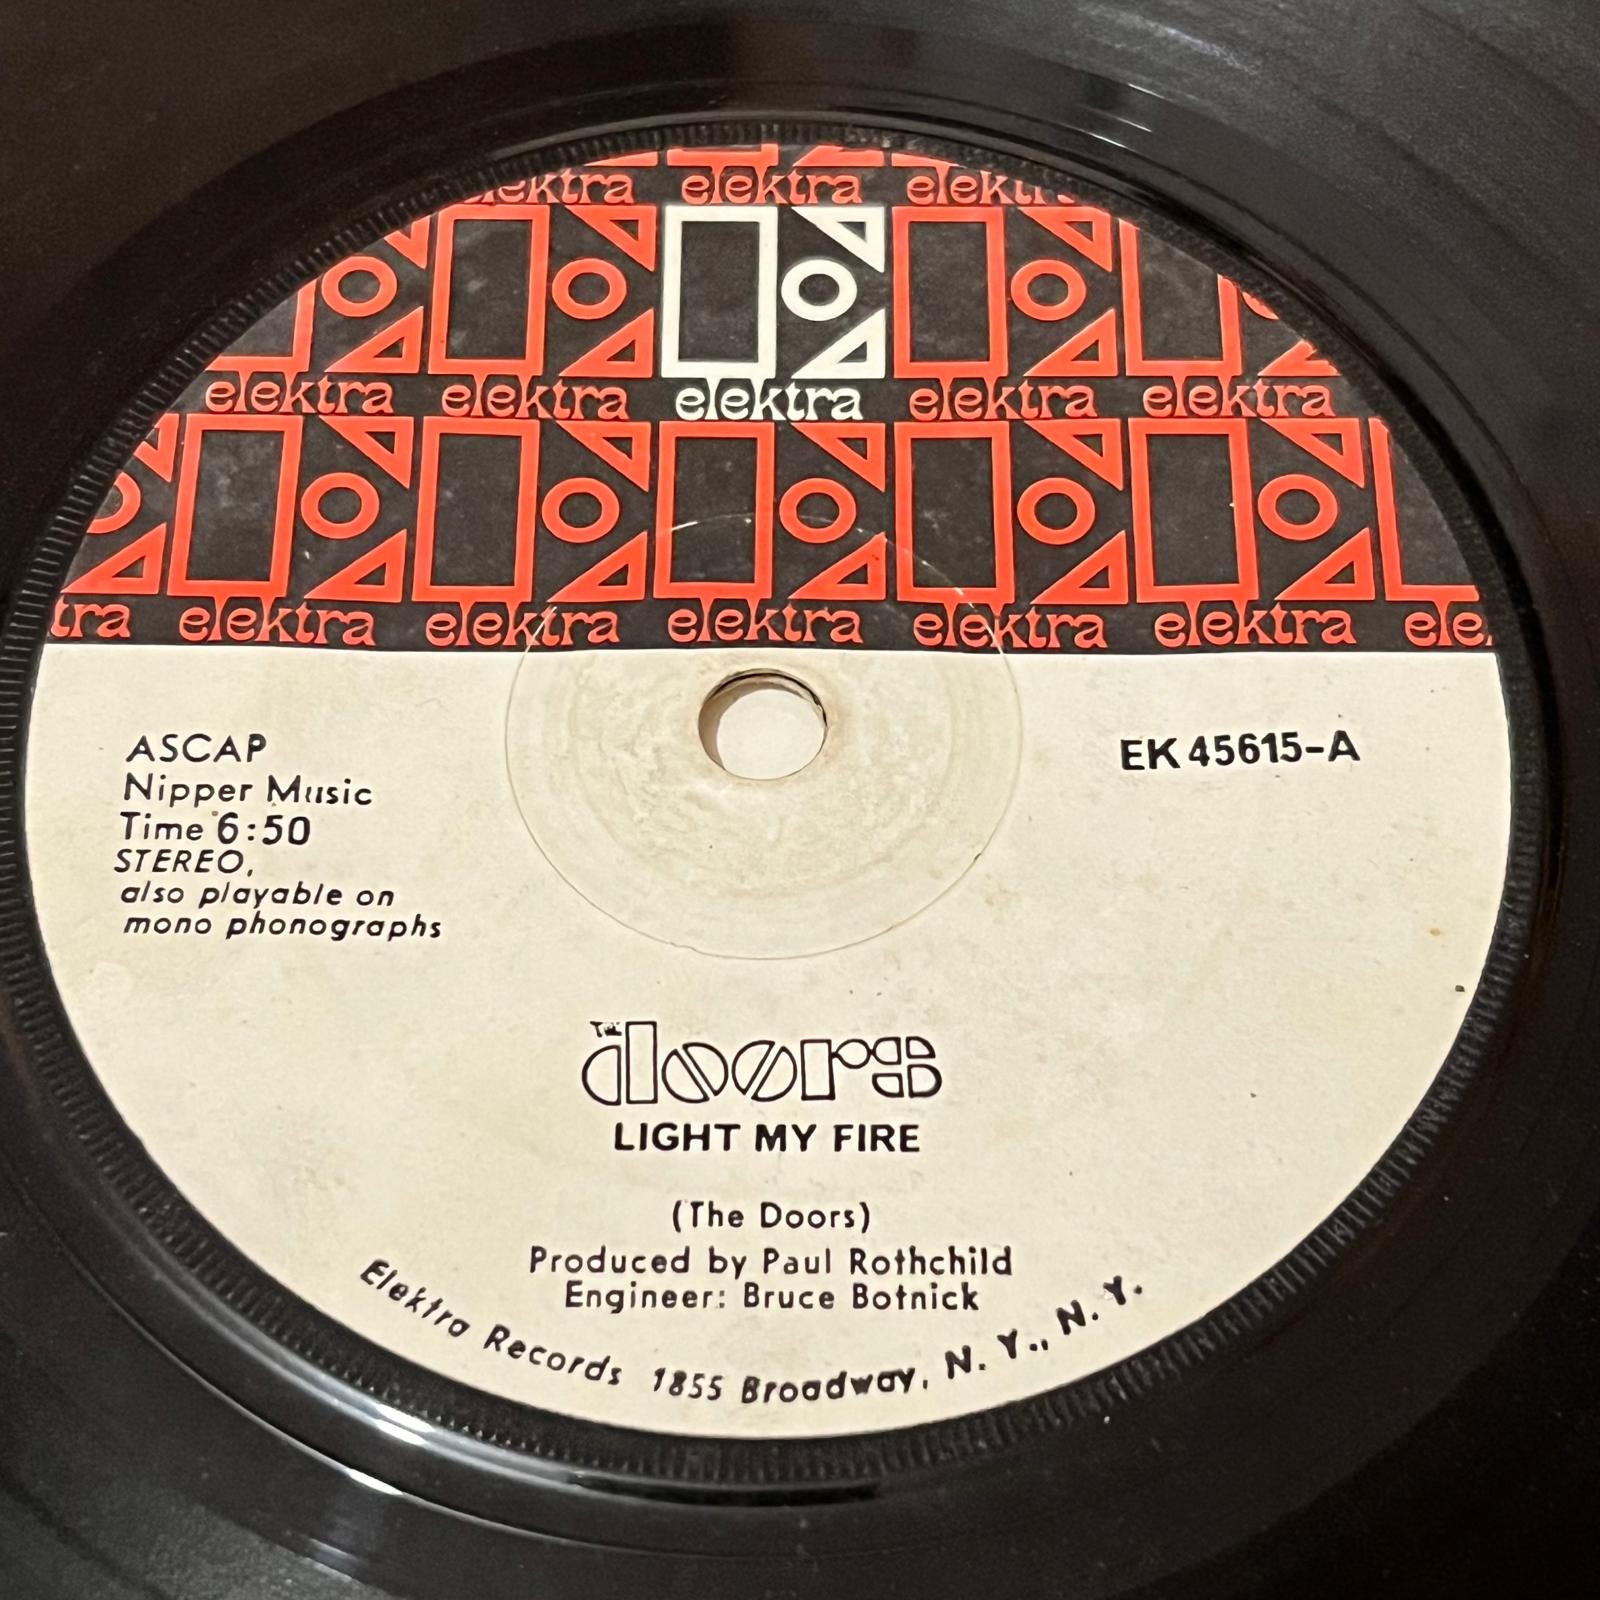 elektra elektra elektra
elektra elektra elektra elektra elektra
tra elektra elektra elektra elektra elektra ele
ASCAP
Nipper Music
Time 6:50
STEREO,
also playable on
mono phonographs
EK 45615-A
THE doors
LIGHT MY FIRE
(The Doors)
Produced by Paul Rothchild
Engineer: Bruce Botnick
Elektra Records 1855 Broadway, N. Y., N. Y.